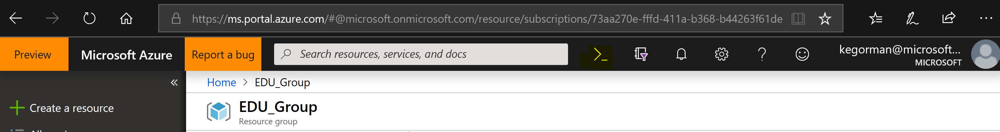 https://ms.portal.azure.com/#@microsoft.onmicrosoft.com/resource/subscriptions/73aa270e-fffd-411a-b368-b44263f61de
Preview
Microsoft Azure
Report a bug
Search resources, services, and docs
kegorman@microsoft...
MICROSOFT
Home > EDU_Group
Create a resource
EDU_Group
Resource group